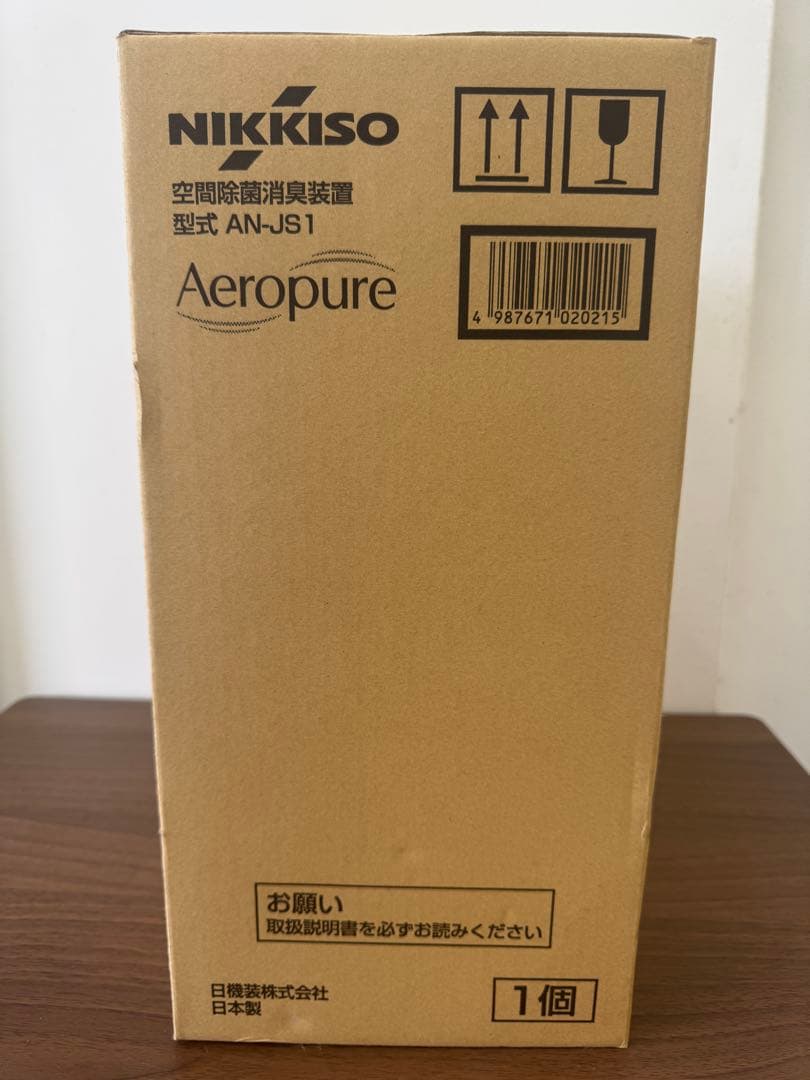 NIKKISO
空間除菌消臭装置
型式 AN-JS1
Aeropure
4 987671 020215
お願い
取扱説明書を必ずお読みください
日機装株式会社
日本製
1個